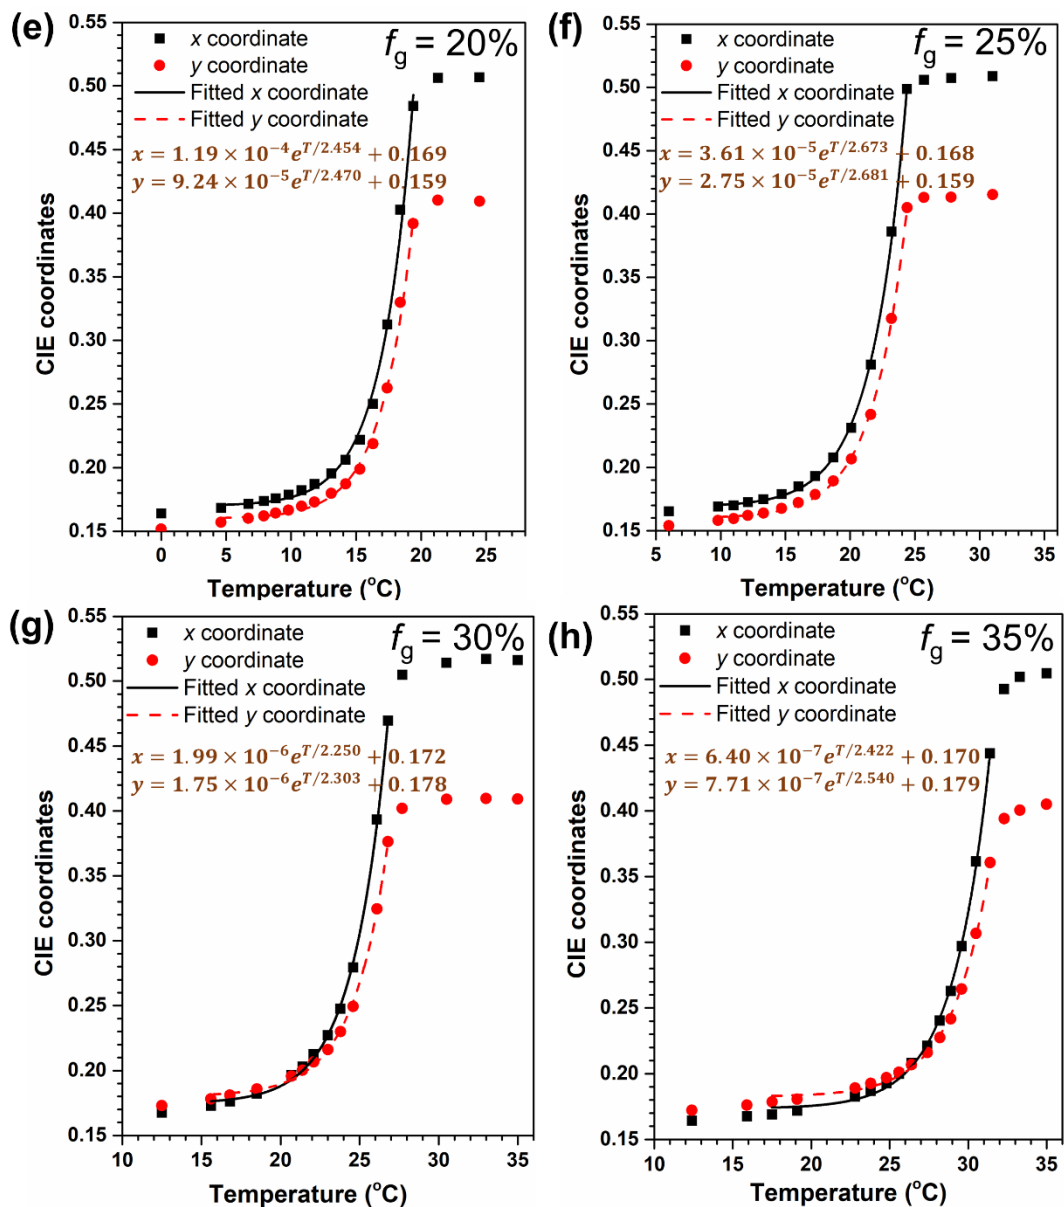 (e)
f_g = 20%
x coordinate
y coordinate
Fitted x coordinate
Fitted y coordinate
x = 1.19 × 10⁻⁴e^{T/2.454} + 0.169
y = 9.24 × 10⁻⁵e^{T/2.470} + 0.159
CIE coordinates
0.55
0.50
0.45
0.40
0.35
0.30
0.25
0.20
0.15
0 5 10 15 20 25
Temperature (°C)
(f)
f_g = 25%
x coordinate
y coordinate
Fitted x coordinate
Fitted y coordinate
x = 3.61 × 10⁻⁵e^{T/2.673} + 0.168
y = 2.75 × 10⁻⁵e^{T/2.681} + 0.159
CIE coordinates
0.55
0.50
0.45
0.40
0.35
0.30
0.25
0.20
0.15
5 10 15 20 25 30 35
Temperature (°C)
(g)
f_g = 30%
x coordinate
y coordinate
Fitted x coordinate
Fitted y coordinate
x = 1.99 × 10⁻⁶e^{T/2.250} + 0.172
y = 1.75 × 10⁻⁶e^{T/2.303} + 0.178
CIE coordinates
0.55
0.50
0.45
0.40
0.35
0.30
0.25
0.20
0.15
10 15 20 25 30 35
Temperature (°C)
(h)
f_g = 35%
x coordinate
y coordinate
Fitted x coordinate
Fitted y coordinate
x = 6.40 × 10⁻⁷e^{T/2.422} + 0.170
y = 7.71 × 10⁻⁷e^{T/2.540} + 0.179
CIE coordinates
0.55
0.50
0.45
0.40
0.35
0.30
0.25
0.20
0.15
10 15 20 25 30 35
Temperature (°C)